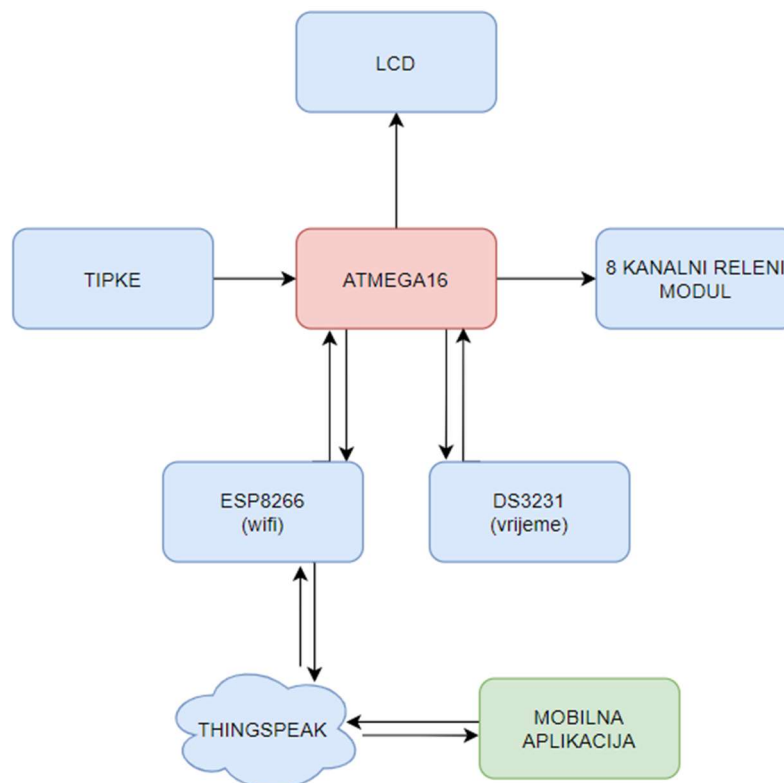 LCD
TIPKE
ATMEGA16
8 KANALNI RELENI
MODUL
ESP8266
(wifi)
DS3231
(vrijeme)
THINGSPEAK
MOBILNA
APLIKACIJA